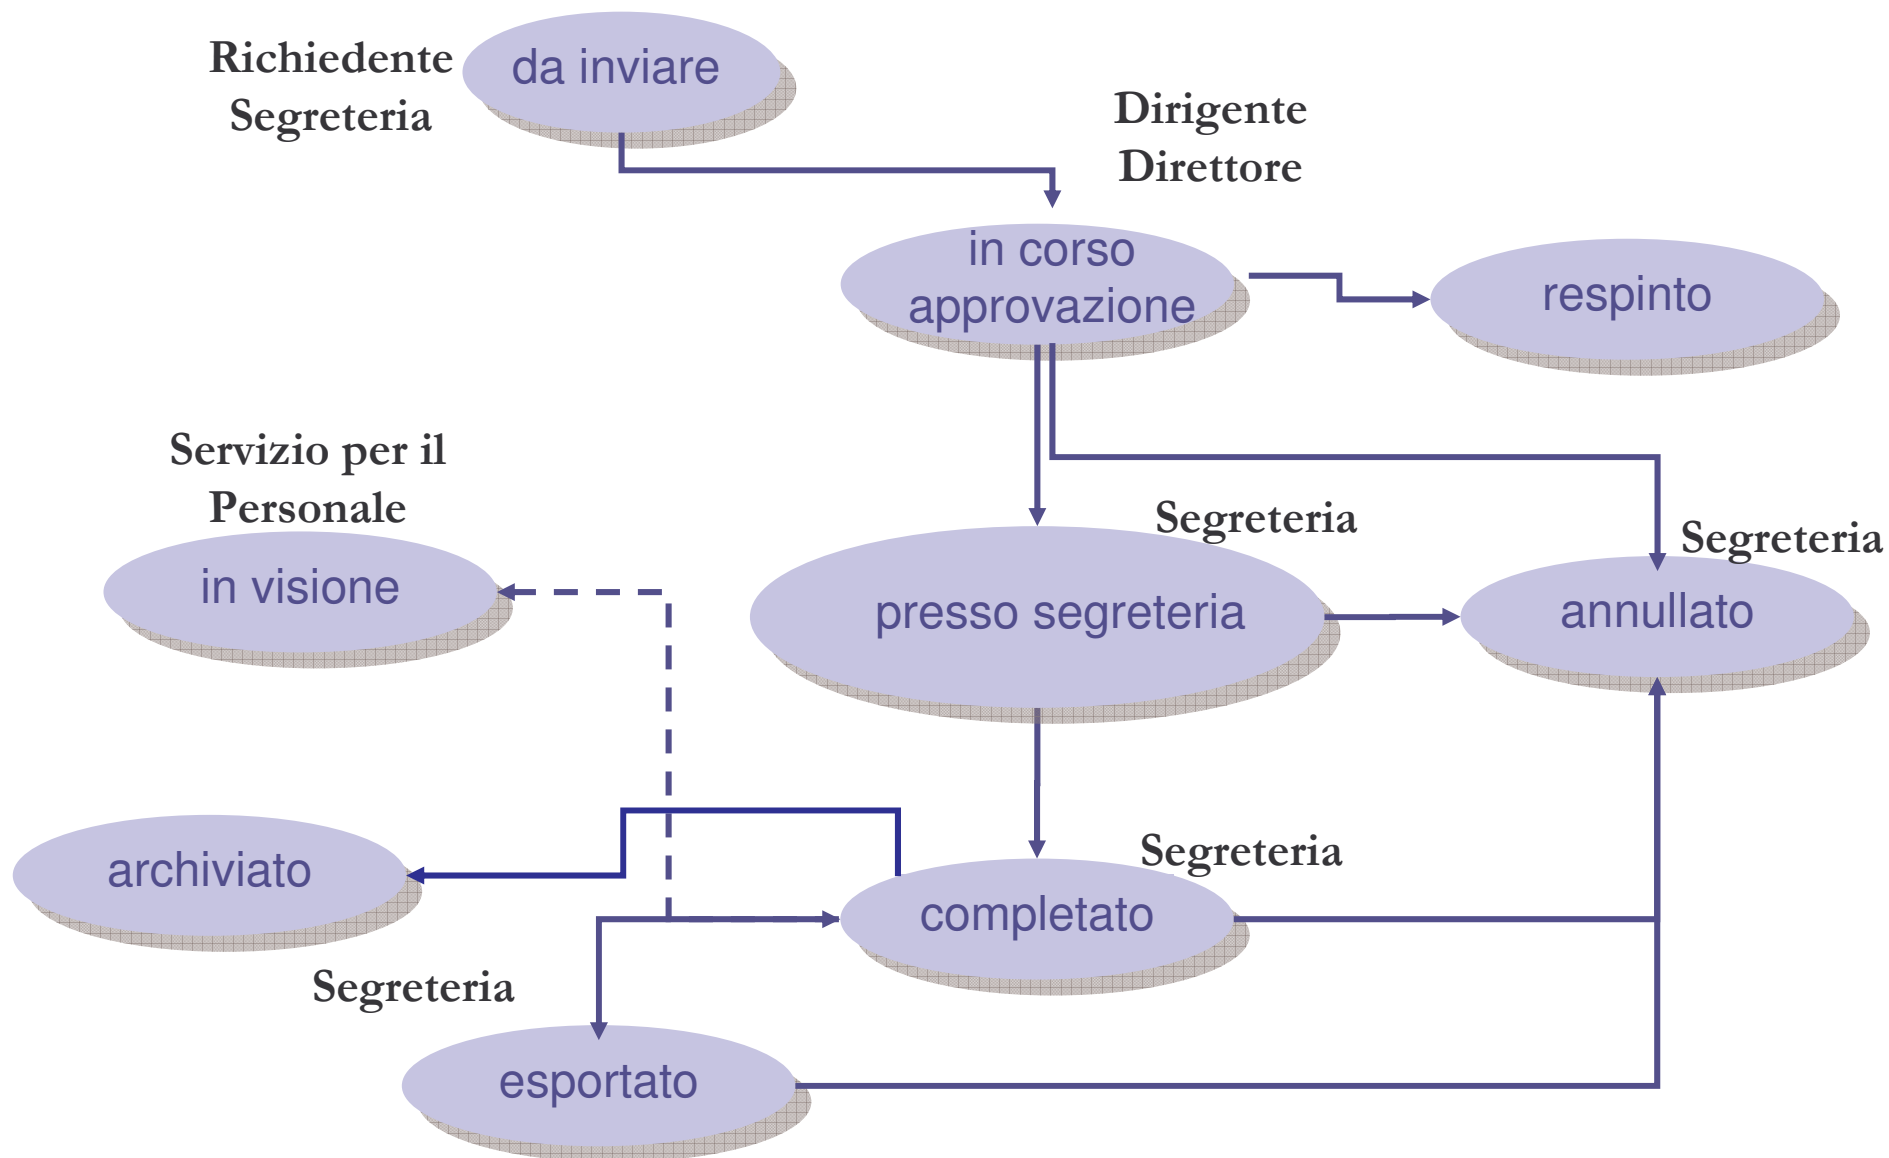 Richiedente
Segreteria
da inviare
Dirigente
Direttore
in corso
approvazione
respinto
Servizio per il
Personale
in visione
Segreteria
presso segreteria
Segreteria
annullato
archiviato
Segreteria
completato
Segreteria
esportato